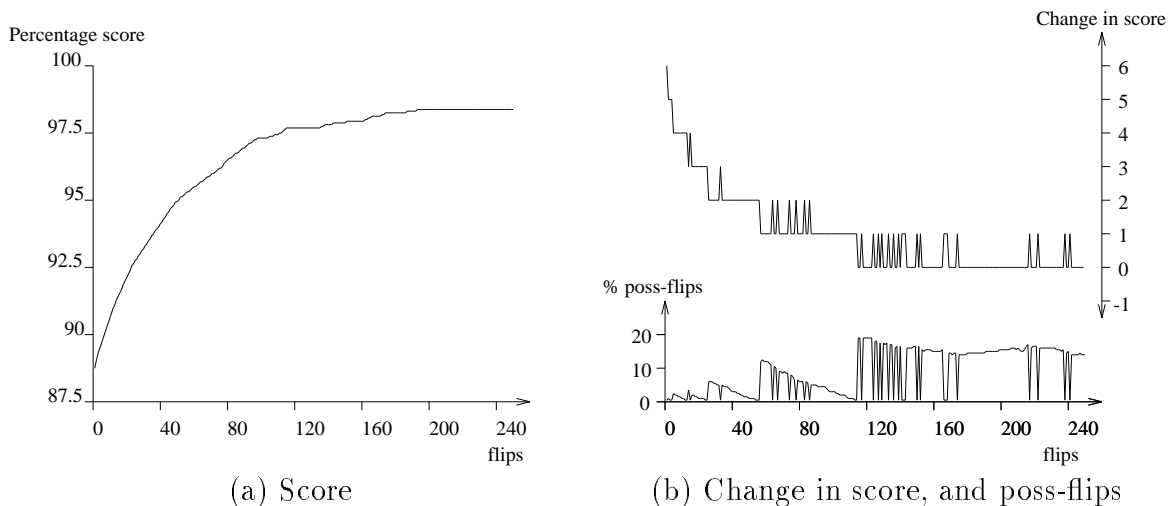 Percentage score
100
97.5
95
92.5
90
87.5
0 40 80 120 160 200 240
flips
(a) Score
Change in score
6
5
4
3
2
1
0
-1
% poss-flips
20
10
0
0 40 80 120 160 200 240
flips
(b) Change in score, and poss-flips